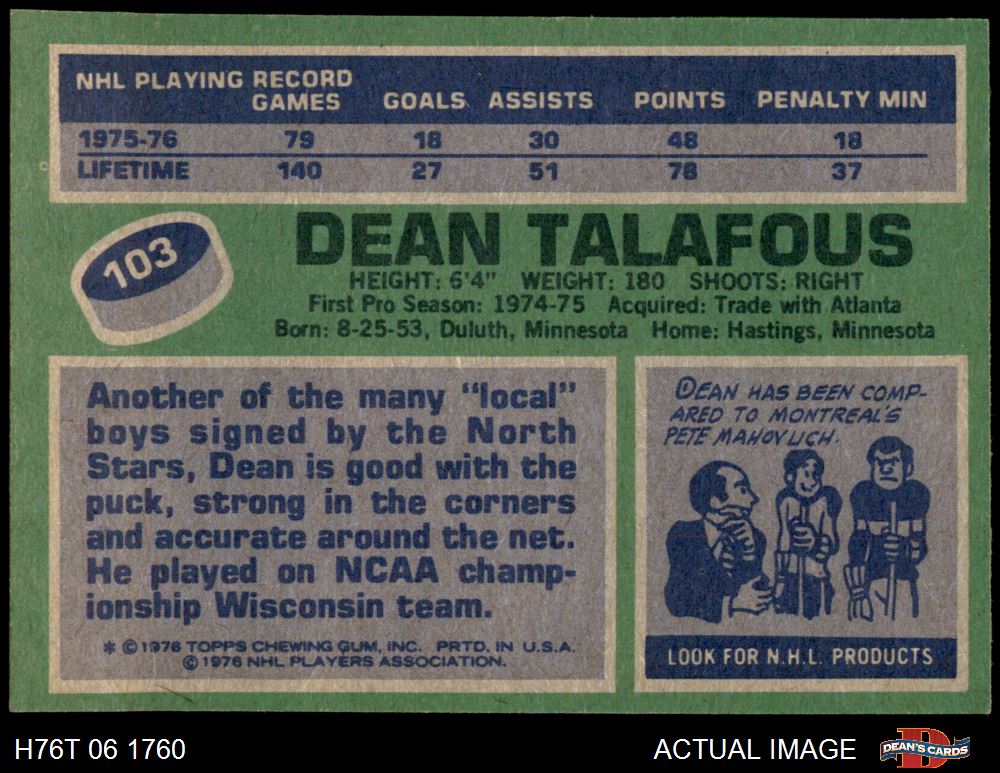 NHL PLAYING RECORD
GAMES GOALS ASSISTS POINTS PENALTY MIN
1975-76 79 18 30 48 18
LIFETIME 140 27 51 78 37
103
DEAN TALAFOUS
HEIGHT: 6'4" WEIGHT: 180 SHOOTS: RIGHT
First Pro Season: 1974-75 Acquired: Trade with Atlanta
Born: 8-25-53, Duluth, Minnesota Home: Hastings, Minnesota
Another of the many "local"
boys signed by the North
Stars, Dean is good with the
puck, strong in the corners
and accurate around the net.
He played on NCAA champ-
ionship Wisconsin team.
* © 1976 TOPPS CHEWING GUM, INC. PRTD. IN U.S.A.
© 1976 NHL PLAYERS ASSOCIATION.
DEAN HAS BEEN COMP-
ARED TO MONTREAL'S
PETE MAHOVLICH.
LOOK FOR N.H.L. PRODUCTS
H76T 06 1760
ACTUAL IMAGE
D
DEAN'S CARDS